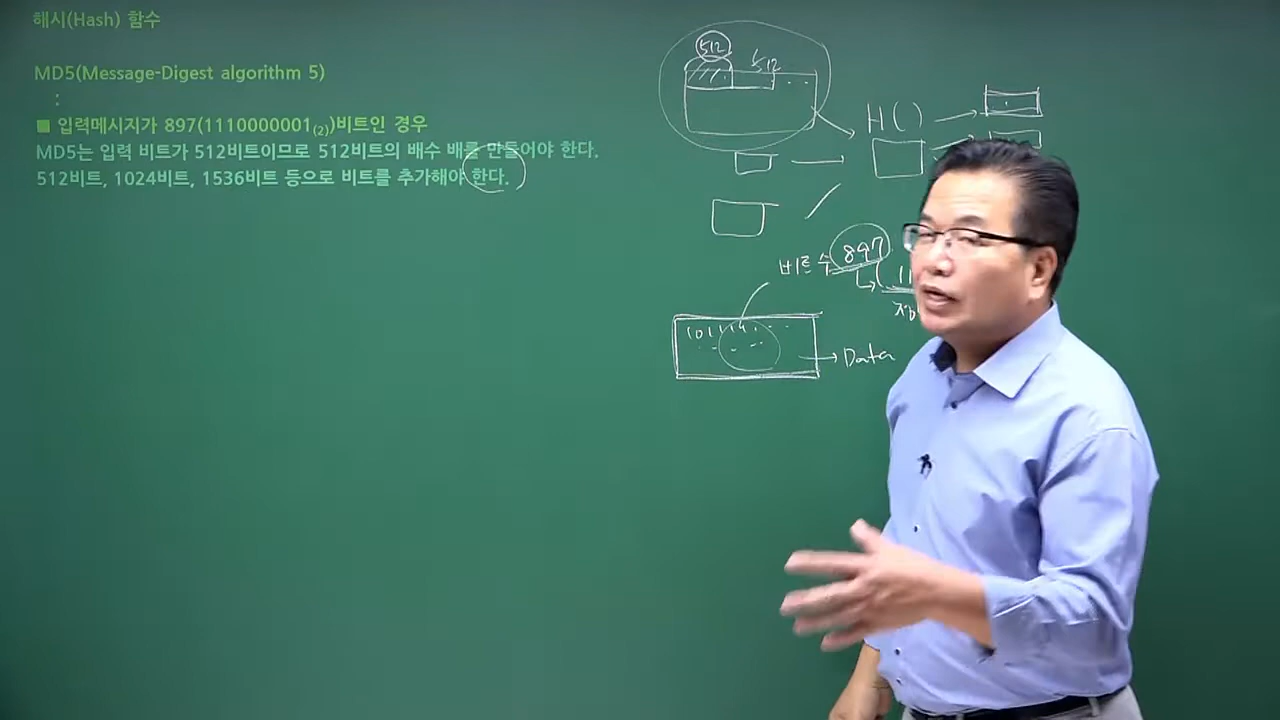 해시(Hash) 함수
MD5(Message-Digest algorithm 5)
:
■ 입력메시지가 897(1110000001(2))비트인 경우
MD5는 입력 비트가 512비트이므로 512비트의 배수 배를 만들어야 한다.
512비트, 1024비트, 1536비트 등으로 비트를 추가해야 한다.
512
512
H()
비트 수 897
11
Data